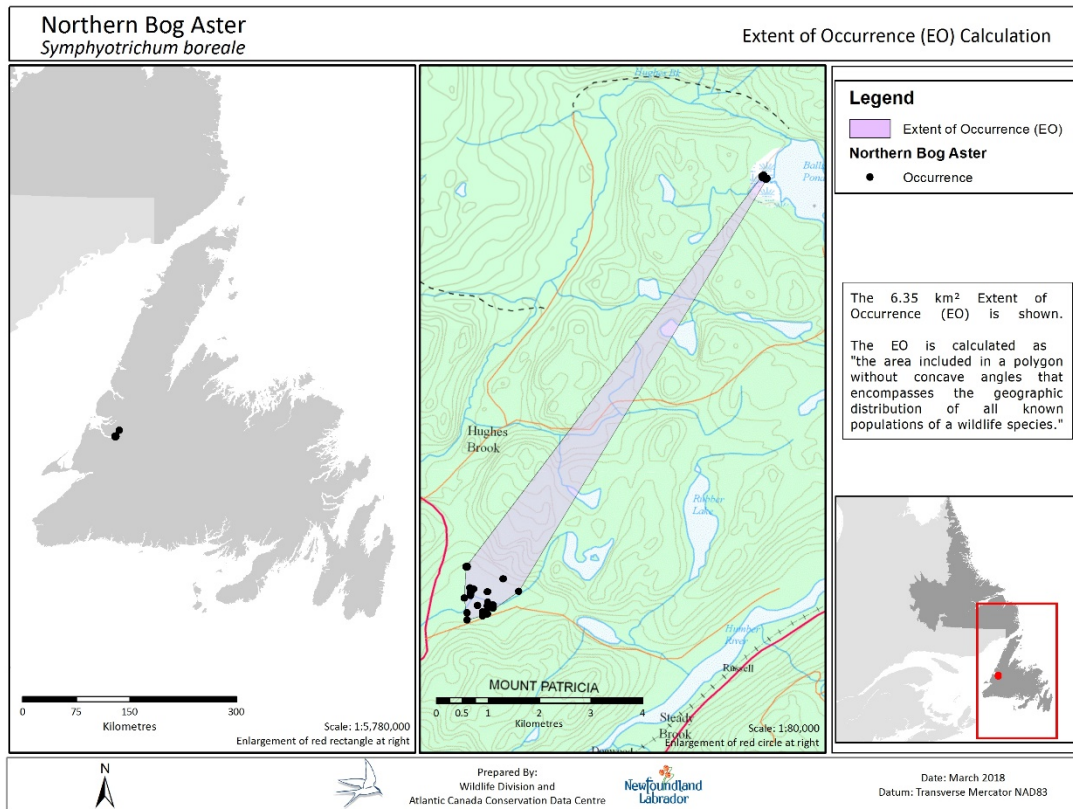 Northern Bog Aster
Symphyotrichum boreale
Extent of Occurrence (EO) Calculation
0 75 150 300
Kilometres
Scale: 1:5,780,000
Enlargement of red rectangle at right
Hughes Bk
Pond
Hughes
Brook
Rubber
Lake
Humber
River
Steady
Brook
MOUNT PATRICIA
0 0.5 1 2 3 4
Kilometres
Scale: 1:80,000
Enlargement of red circle at right
Legend
Extent of Occurrence (EO)
Northern Bog Aster
Occurrence
The 6.35 km² Extent of
Occurrence (EO) is shown.
The EO is calculated as
"the area included in a polygon
without concave angles that
encompasses the geographic
distribution of all known
populations of a wildlife species."
N
Prepared By:
Wildlife Division and
Atlantic Canada Conservation Data Centre
Newfoundland
Labrador
Date: March 2018
Datum: Transverse Mercator NAD83